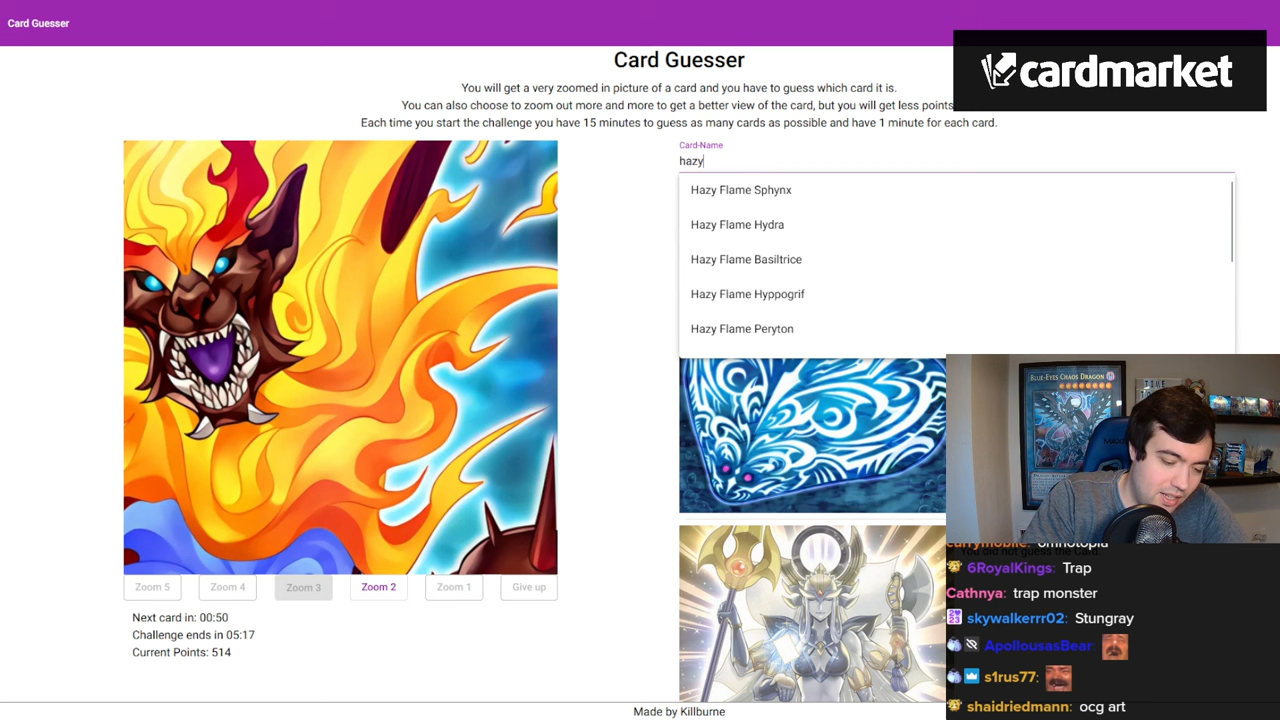 Card Guesser
Card Guesser
cardmarket
You will get a very zoomed in picture of a card and you have to guess which card it is.
You can also choose to zoom out more and more to get a better view of the card, but you will get less points
Each time you start the challenge you have 15 minutes to guess as many cards as possible and have 1 minute for each card.
Card-Name
hazy
Hazy Flame Sphynx
Hazy Flame Hydra
Hazy Flame Basiltrice
Hazy Flame Hyppogrif
Hazy Flame Peryton
BLUE-EYES CHAOS DRAGON
Zoom 5
Zoom 4
Zoom 3
Zoom 2
Zoom 1
Give up
Next card in: 00:50
Challenge ends in 05:17
Current Points: 514
You did not guess the Card:
6RoyalKings: Trap
Cathnya: trap monster
skywalkerrr02: Stungray
ApollousasBear:
s1rus77:
shaidriedmann: ocg art
Made by Killburne